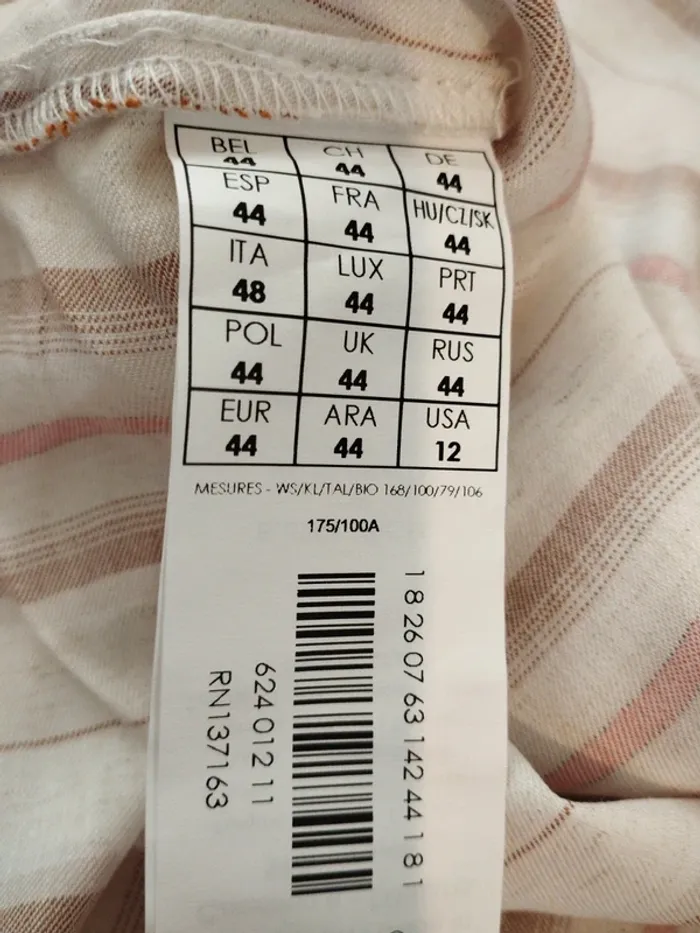 BEL CH DE
44 44 44
ESP FRA HU/CZ/SK
44 44 44
ITA LUX PRT
48 44 44
POL UK RUS
44 44 44
EUR ARA USA
44 44 12
MESURES - WS/KL/TAL/BIO 168/100/79/106
175/100A
1 8 26 07 63 1 42 44 1 8 1
624 012 11
RN137163